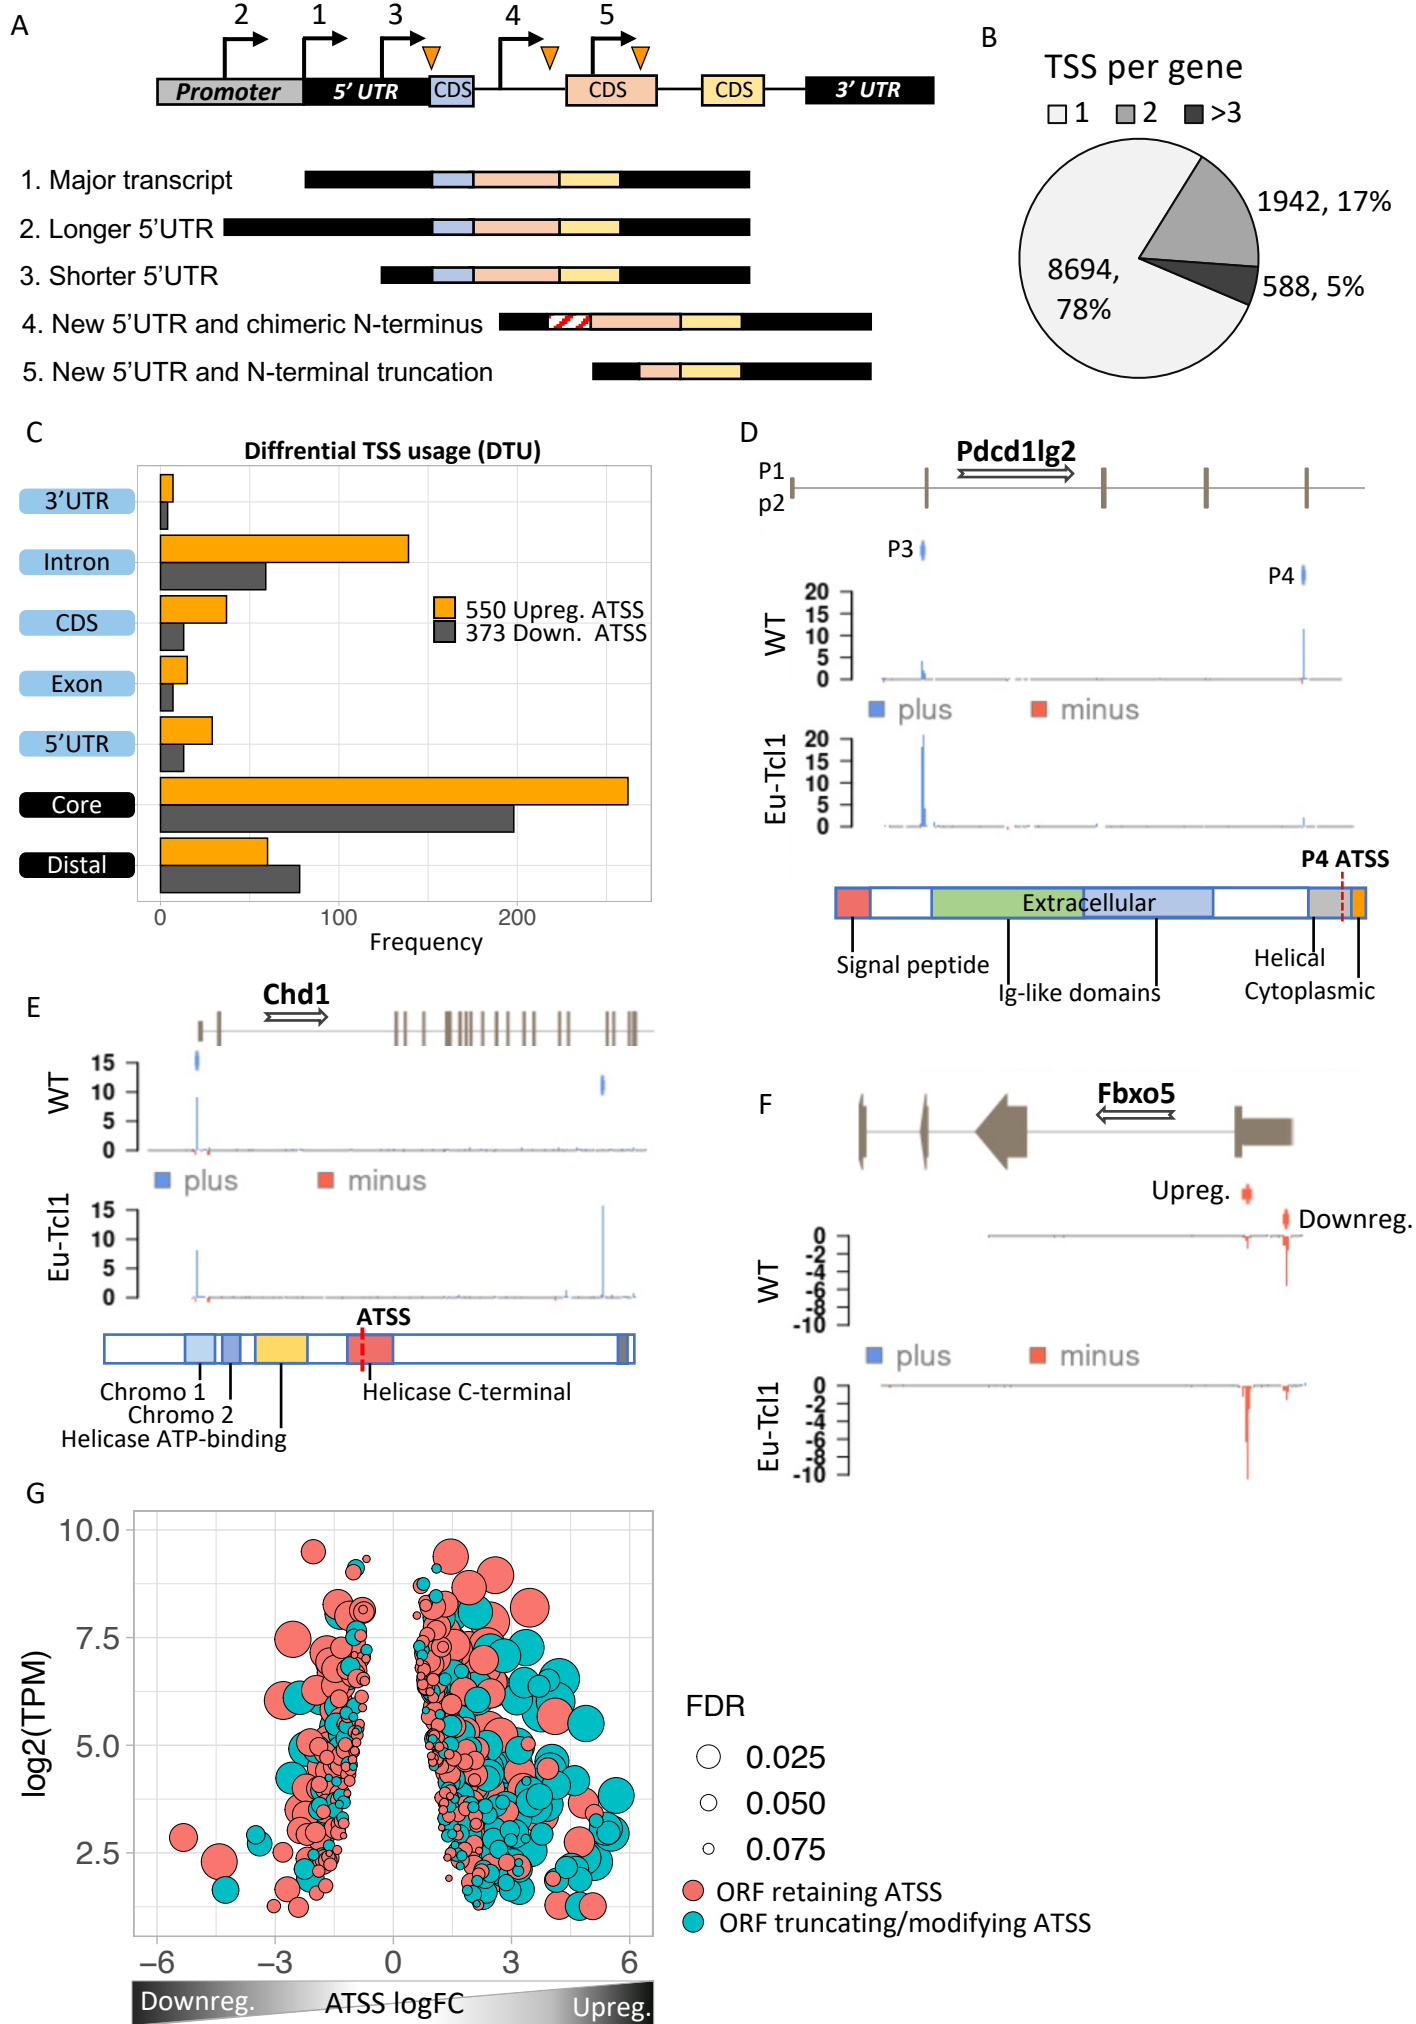 A
2 1 3 4 5
Promoter 5' UTR CDS CDS CDS 3' UTR
1. Major transcript
2. Longer 5'UTR
3. Shorter 5'UTR
4. New 5'UTR and chimeric N-terminus
5. New 5'UTR and N-terminal truncation
B
TSS per gene
1 2 >3
1942, 17%
8694,
78%
588, 5%
C
Diffrential TSS usage (DTU)
3'UTR
Intron
CDS
Exon
5'UTR
Core
Distal
550 Upreg. ATSS
373 Down. ATSS
0 100 200
Frequency
D
Pdcd1lg2
P1
p2
P3
P4
WT
20
15
10
5
0
plus minus
Eu-Tcl1
20
15
10
5
0
P4 ATSS
Extracellular
Signal peptide
Ig-like domains
Helical
Cytoplasmic
E
Chd1
WT
15
10
5
0
plus minus
Eu-Tcl1
15
10
5
0
ATSS
Chromo 1
Chromo 2
Helicase ATP-binding
Helicase C-terminal
F
Fbxo5
Upreg.
Downreg.
WT
0
-2
-4
-6
-8
-10
plus minus
Eu-Tcl1
0
-2
-4
-6
-8
-10
G
log2(TPM)
10.0
7.5
5.0
2.5
−6 −3 0 3 6
Downreg. ATSS logFC Upreg.
FDR
0.025
0.050
0.075
ORF retaining ATSS
ORF truncating/modifying ATSS